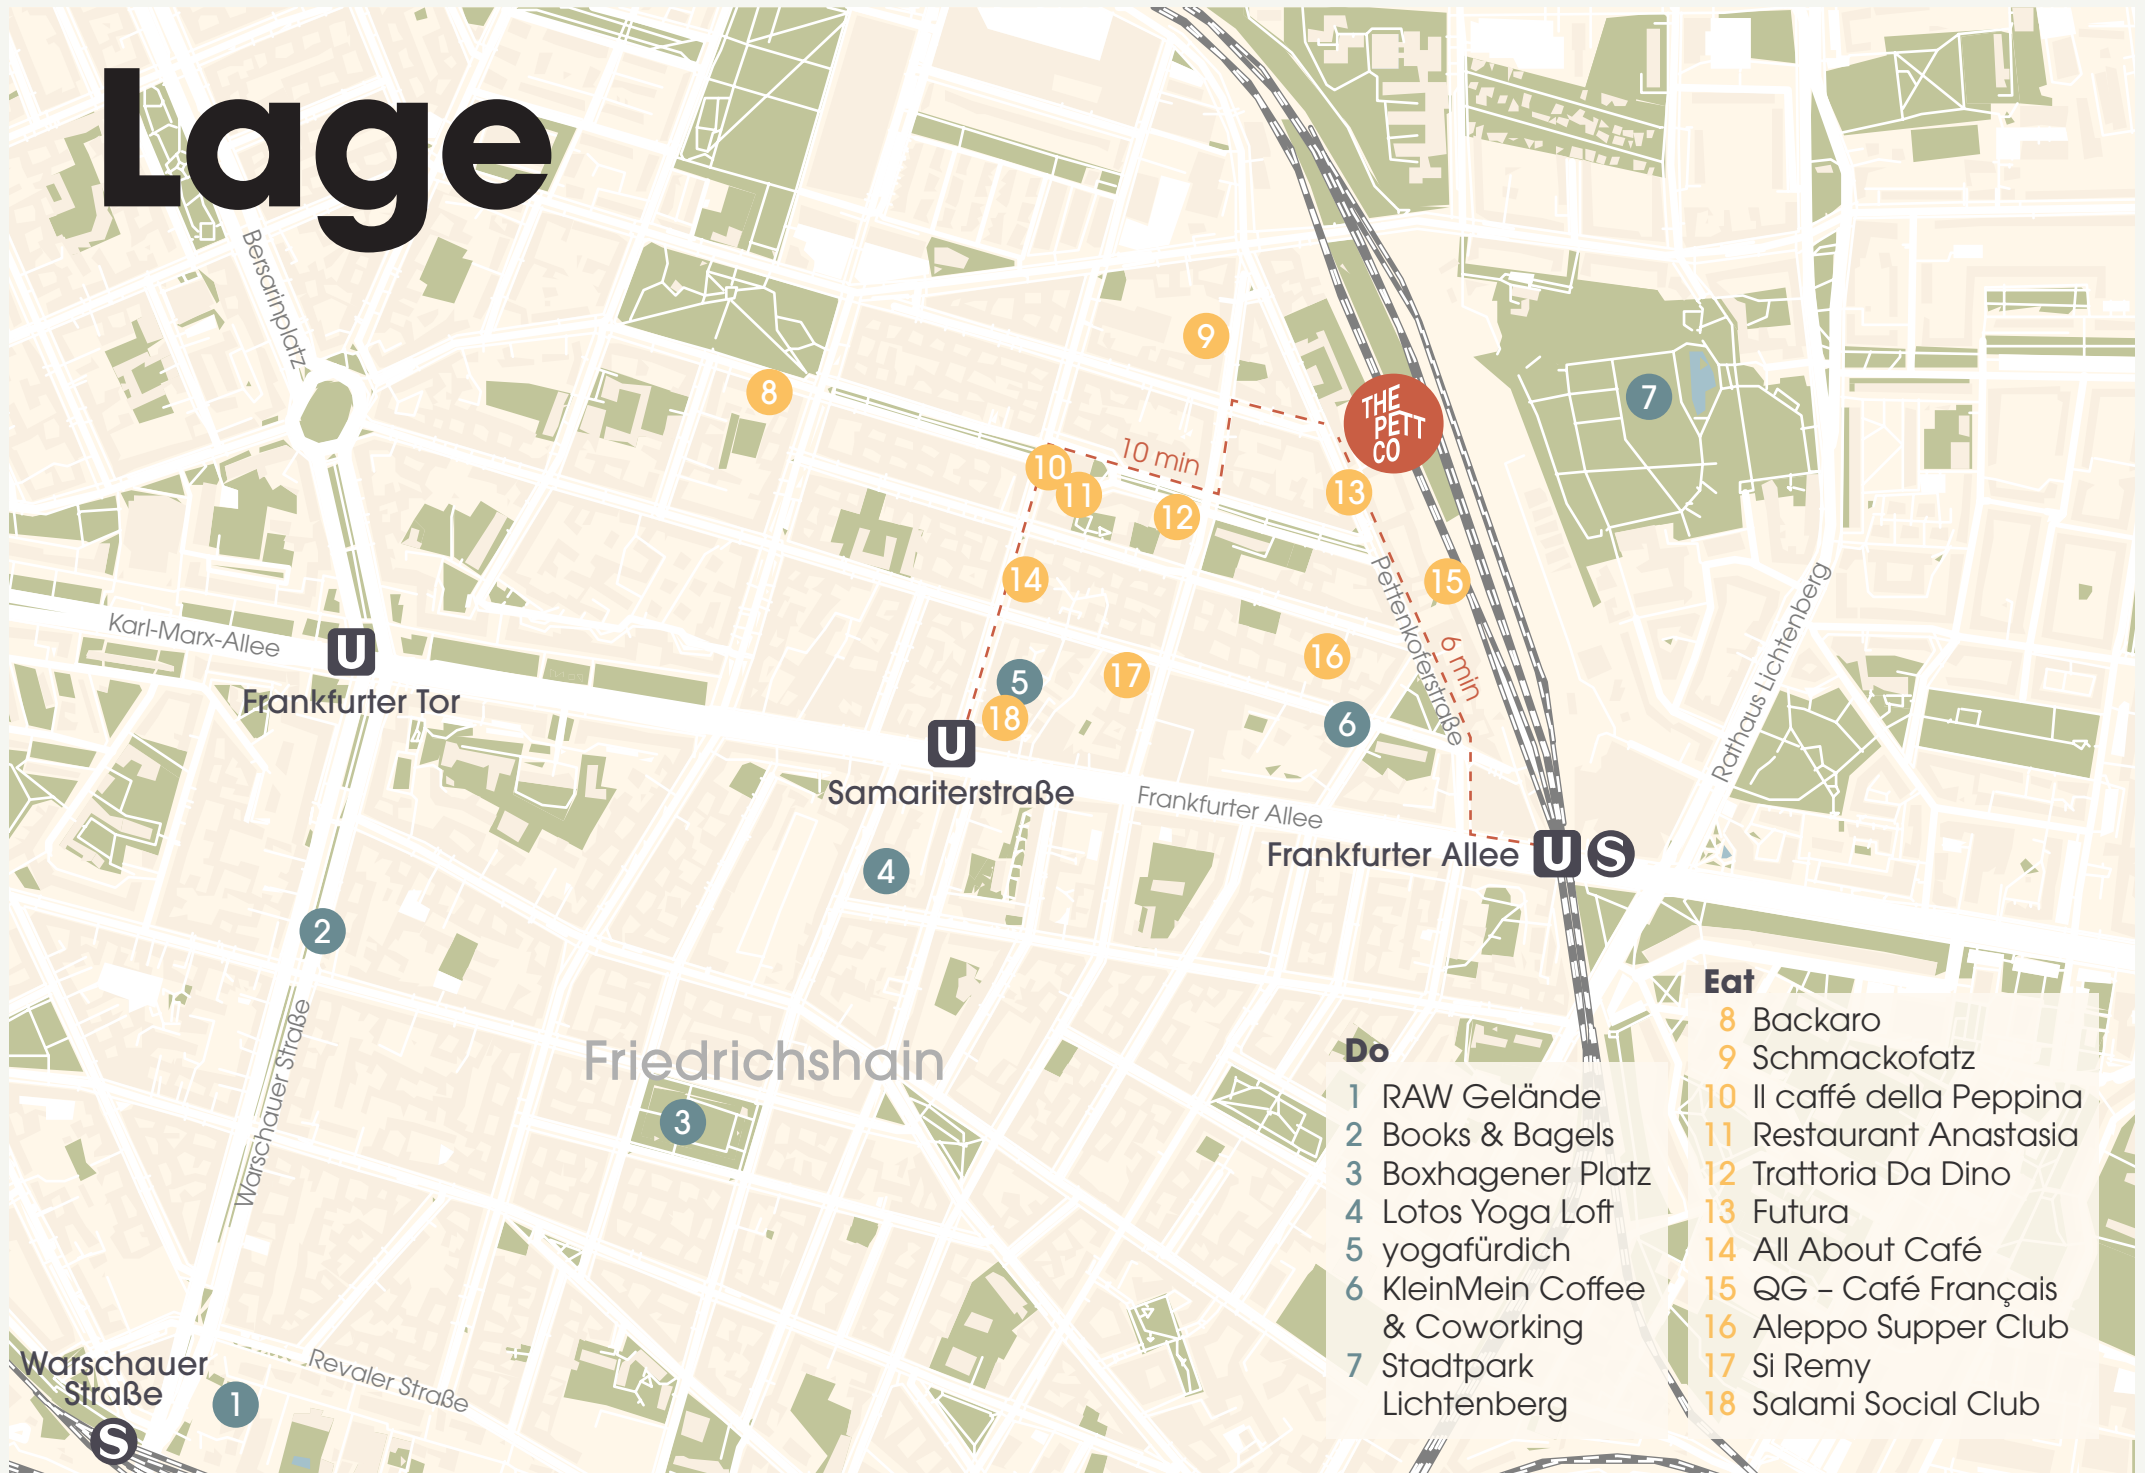 Lage
Bersarinplatz
9
8
7
THE
PETT
CO
10 min
10
11
12
13
14
15
Pettenkoferstraße
6 min
Rathaus Lichtenberg
Karl-Marx-Allee
U
Frankfurter Tor
5
17
16
18
6
U
Samariterstraße
Frankfurter Allee
Frankfurter Allee
U S
4
2
Warschauer Straße
Friedrichshain
3
Warschauer
Straße
S
1
Revaler Straße
Do
1 RAW Gelände
2 Books & Bagels
3 Boxhagener Platz
4 Lotos Yoga Loft
5 yogafürdich
6 KleinMein Coffee
& Coworking
7 Stadtpark
Lichtenberg
Eat
8 Backaro
9 Schmackofatz
10 Il caffé della Peppina
11 Restaurant Anastasia
12 Trattoria Da Dino
13 Futura
14 All About Café
15 QG – Café Français
16 Aleppo Supper Club
17 Si Remy
18 Salami Social Club